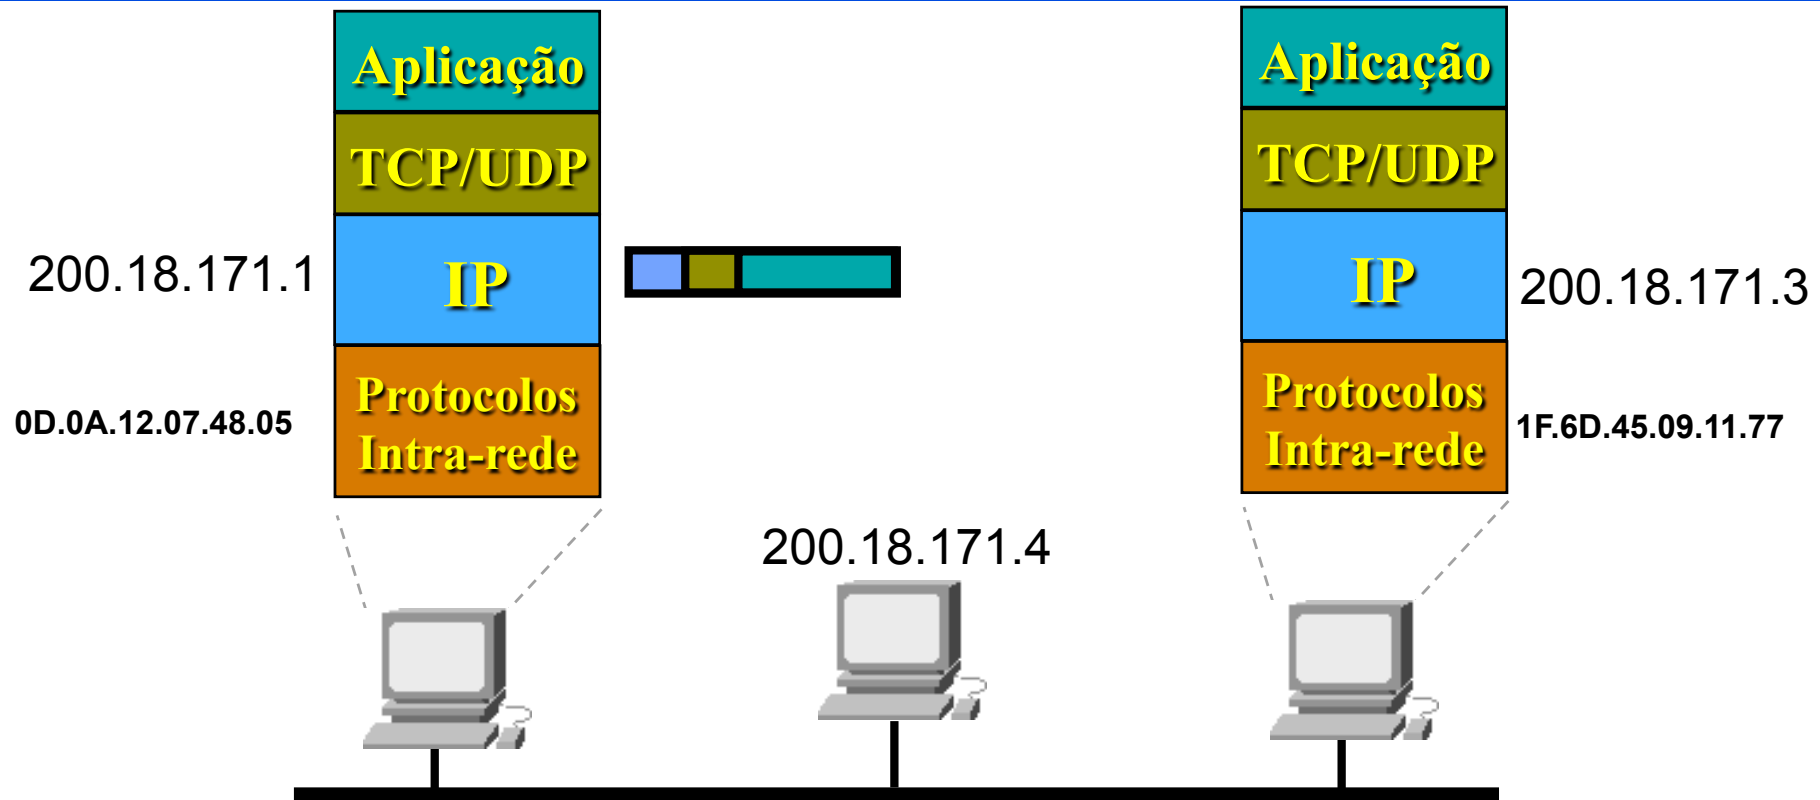 Aplicação
TCP/UDP
200.18.171.1
IP
0D.0A.12.07.48.05
Protocolos
Intra-rede
Aplicação
TCP/UDP
IP
200.18.171.3
Protocolos
Intra-rede
1F.6D.45.09.11.77
200.18.171.4